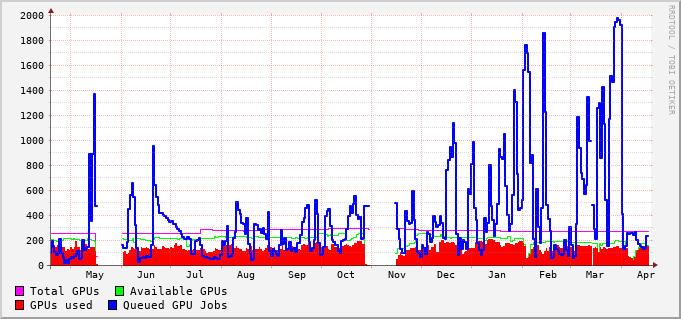 2000
1800
1600
1400
1200
1000
800
600
400
200
0
May Jun Jul Aug Sep Oct Nov Dec Jan Feb Mar Apr
Total GPUs Available GPUs
GPUs used Queued GPU Jobs
RRDTOOL / TOBI OETIKER